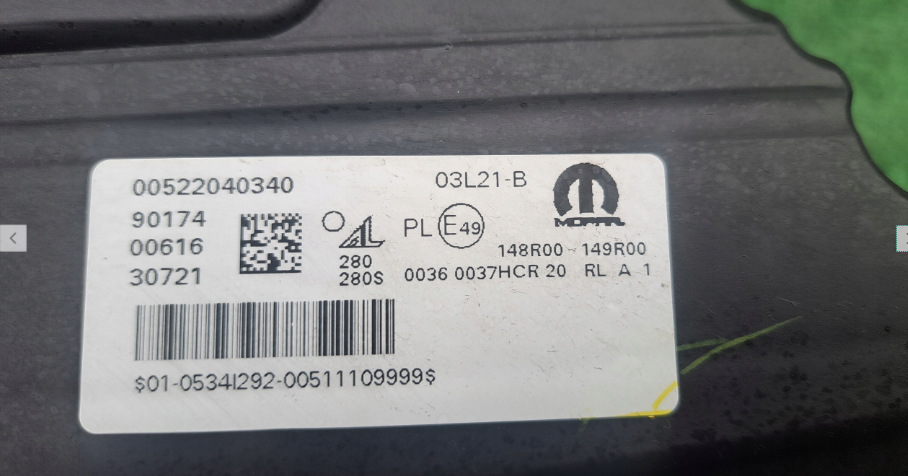 00522040340
90174
00616
30721
280
280S
03L21-B
PL E49
MOPAR
148R00 - 149R00
0036 0037HCR 20 RL A 1
$01-0534I292-00511109999$